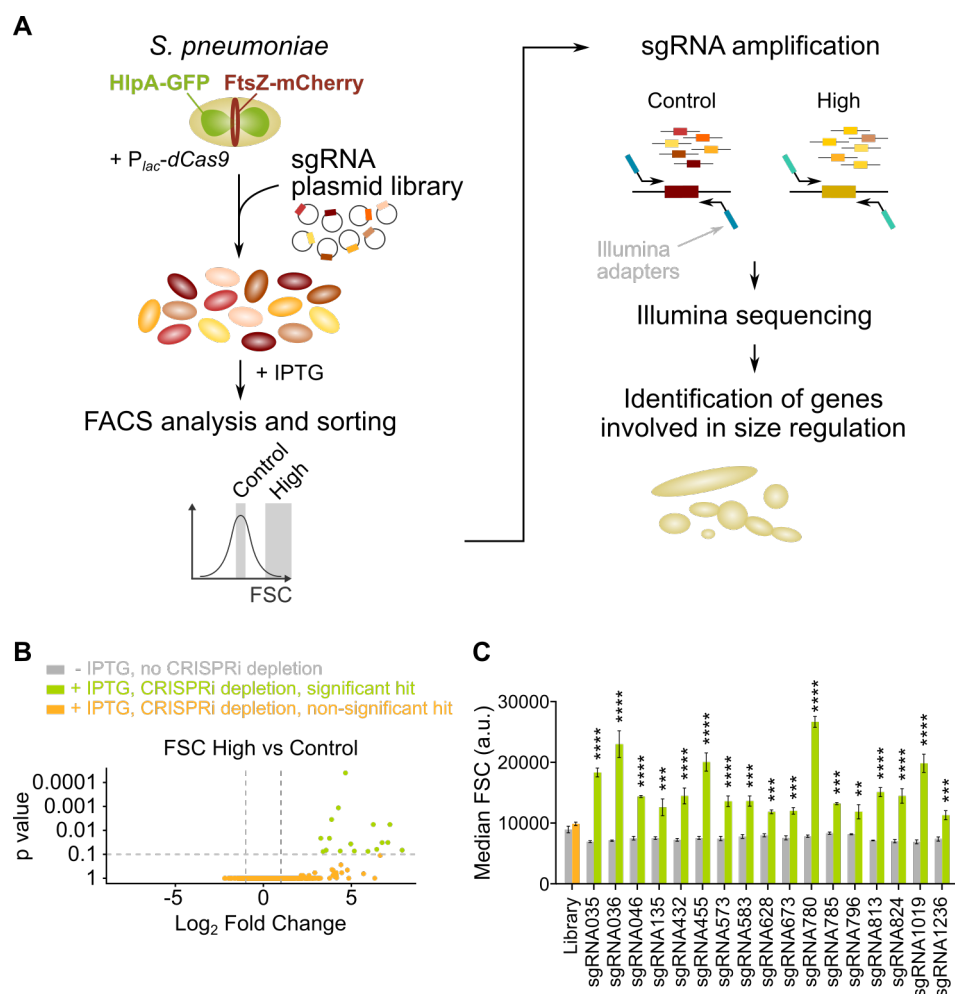 A
S. pneumoniae
HlpA-GFP FtsZ-mCherry
+ Plac-dCas9
sgRNA
plasmid library
+ IPTG
FACS analysis and sorting
Control
High
FSC
sgRNA amplification
Control
High
Illumina
adapters
Illumina sequencing
Identification of genes
involved in size regulation
B
- IPTG, no CRISPRi depletion
+ IPTG, CRISPRi depletion, significant hit
+ IPTG, CRISPRi depletion, non-significant hit
FSC High vs Control
p value
0.0001
0.001
0.01
0.1
1
-5
0
5
Log2 Fold Change
C
Median FSC (a.u.)
30000
20000
10000
0
****
****
****
***
****
****
****
***
***
***
****
***
**
****
****
****
***
Library
sgRNA035
sgRNA036
sgRNA046
sgRNA135
sgRNA432
sgRNA455
sgRNA573
sgRNA583
sgRNA628
sgRNA673
sgRNA780
sgRNA785
sgRNA796
sgRNA813
sgRNA824
sgRNA1019
sgRNA1236